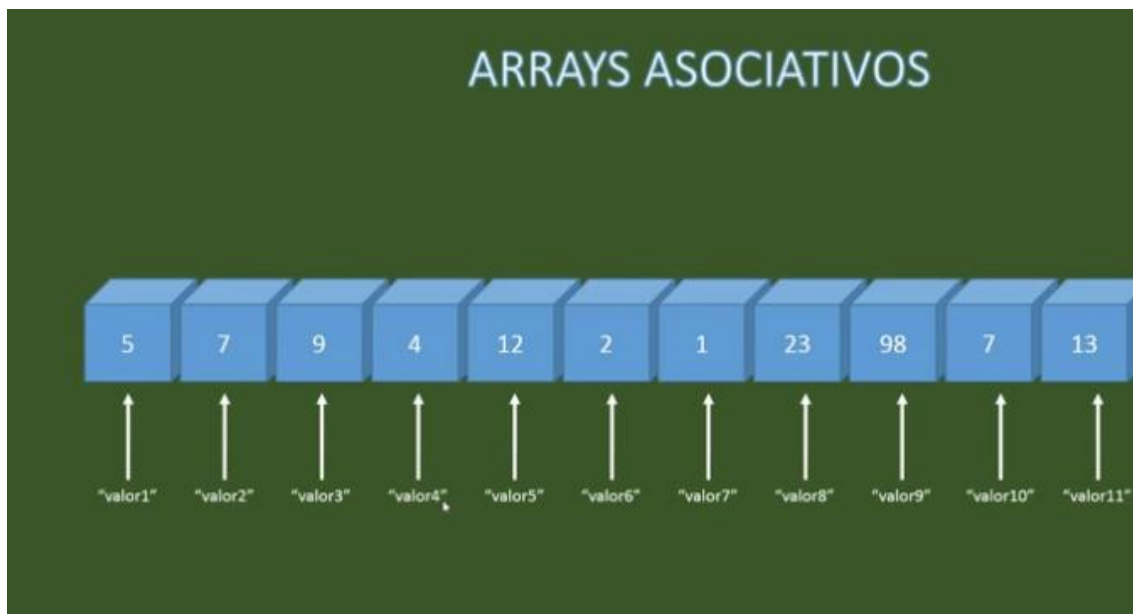 ARRAYS ASOCIATIVOS
5 7 9 4 12 2 1 23 98 7 13
"valor1" "valor2" "valor3" "valor4" "valor5" "valor6" "valor7" "valor8" "valor9" "valor10" "valor11"